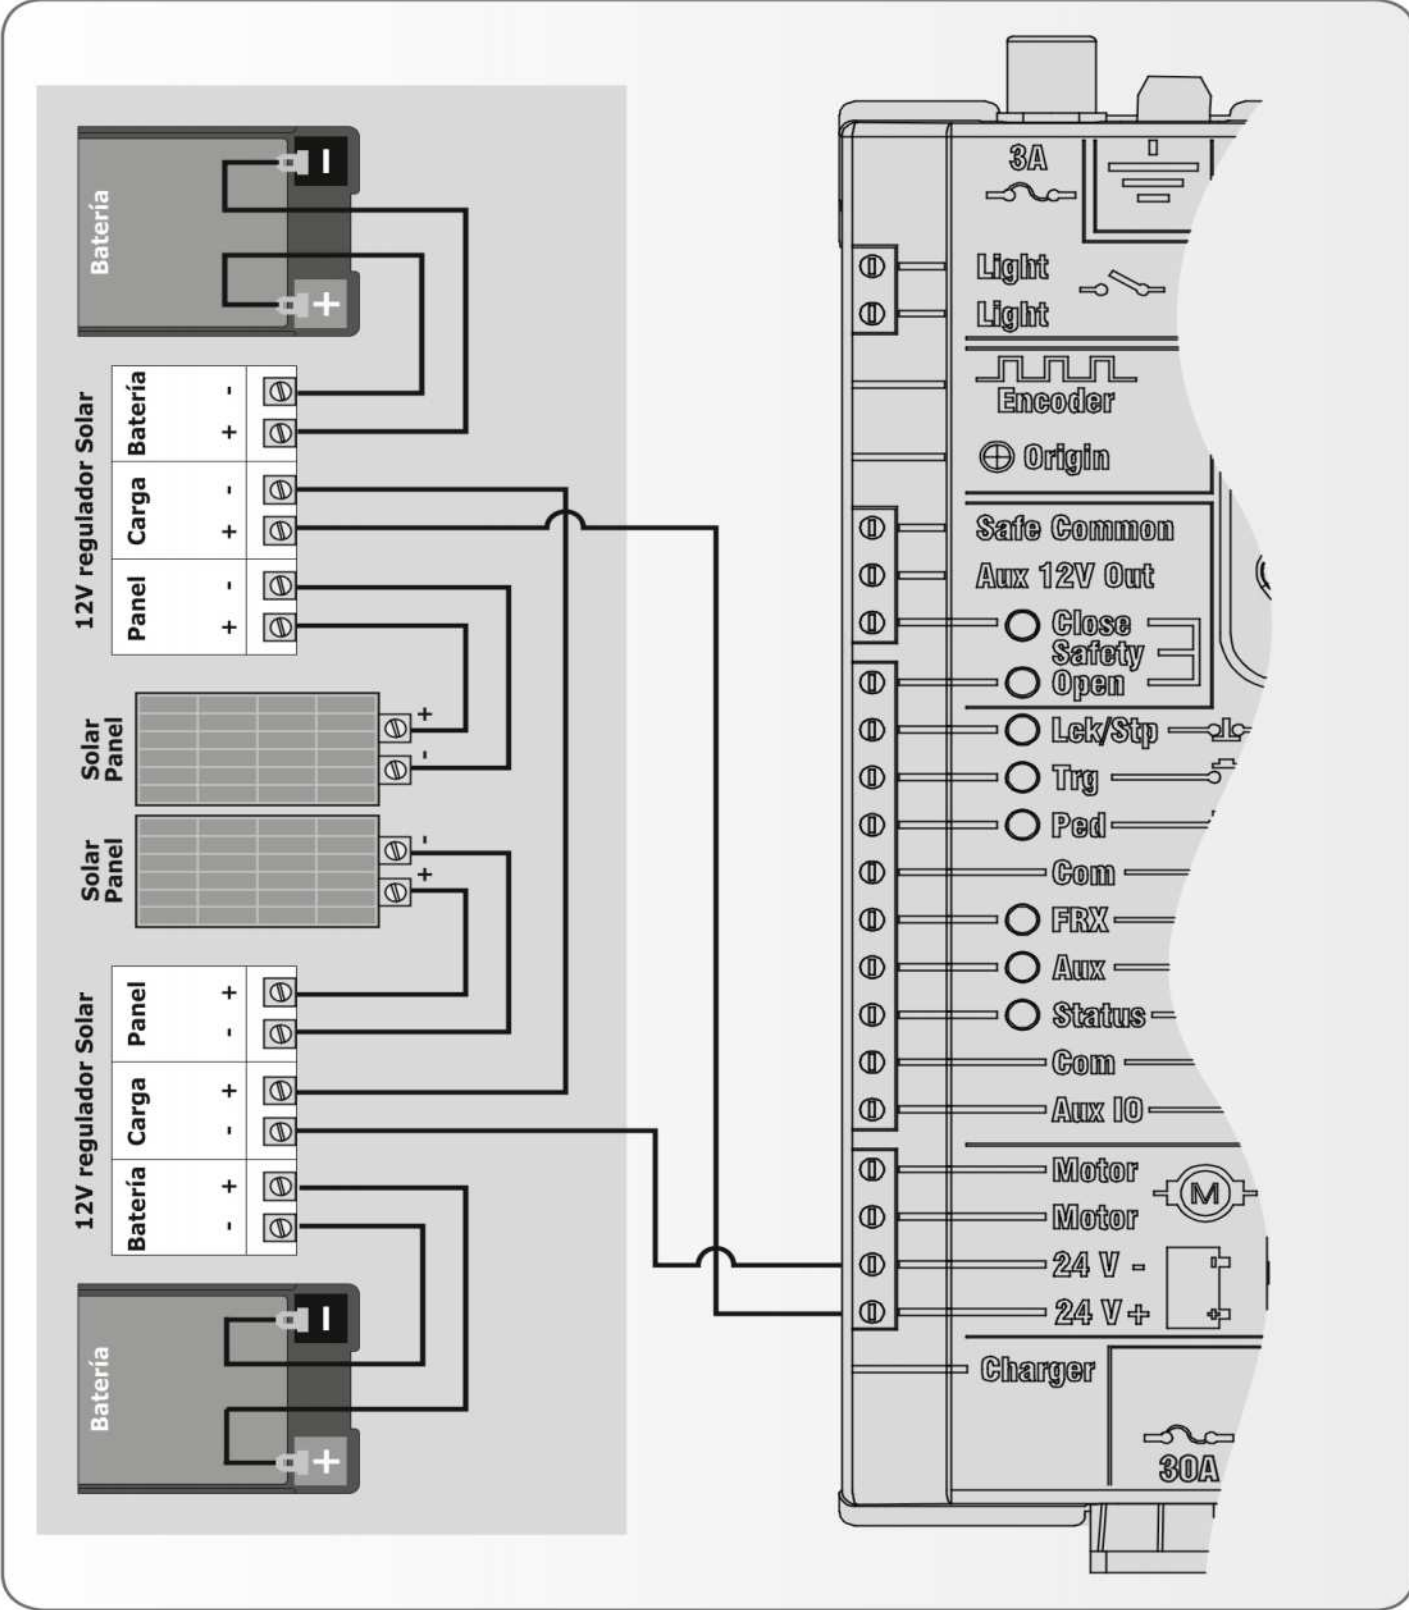 Batería
-
+
12V regulador Solar
Batería
-
+
Carga
-
+
Panel
-
+
Solar
Panel
+
-
Solar
Panel
-
+
12V regulador Solar
Panel
+
-
Carga
+
-
Batería
+
-
Batería
-
+
3A
Light
Light
Encoder
Origin
Safe Common
Aux 12V Out
Close
Safety
Open
Lck/Stp
Trg
Ped
Com
FRX
Aux
Status
Com
Aux IO
Motor
M
Motor
24 V -
24 V +
+
Charger
30A